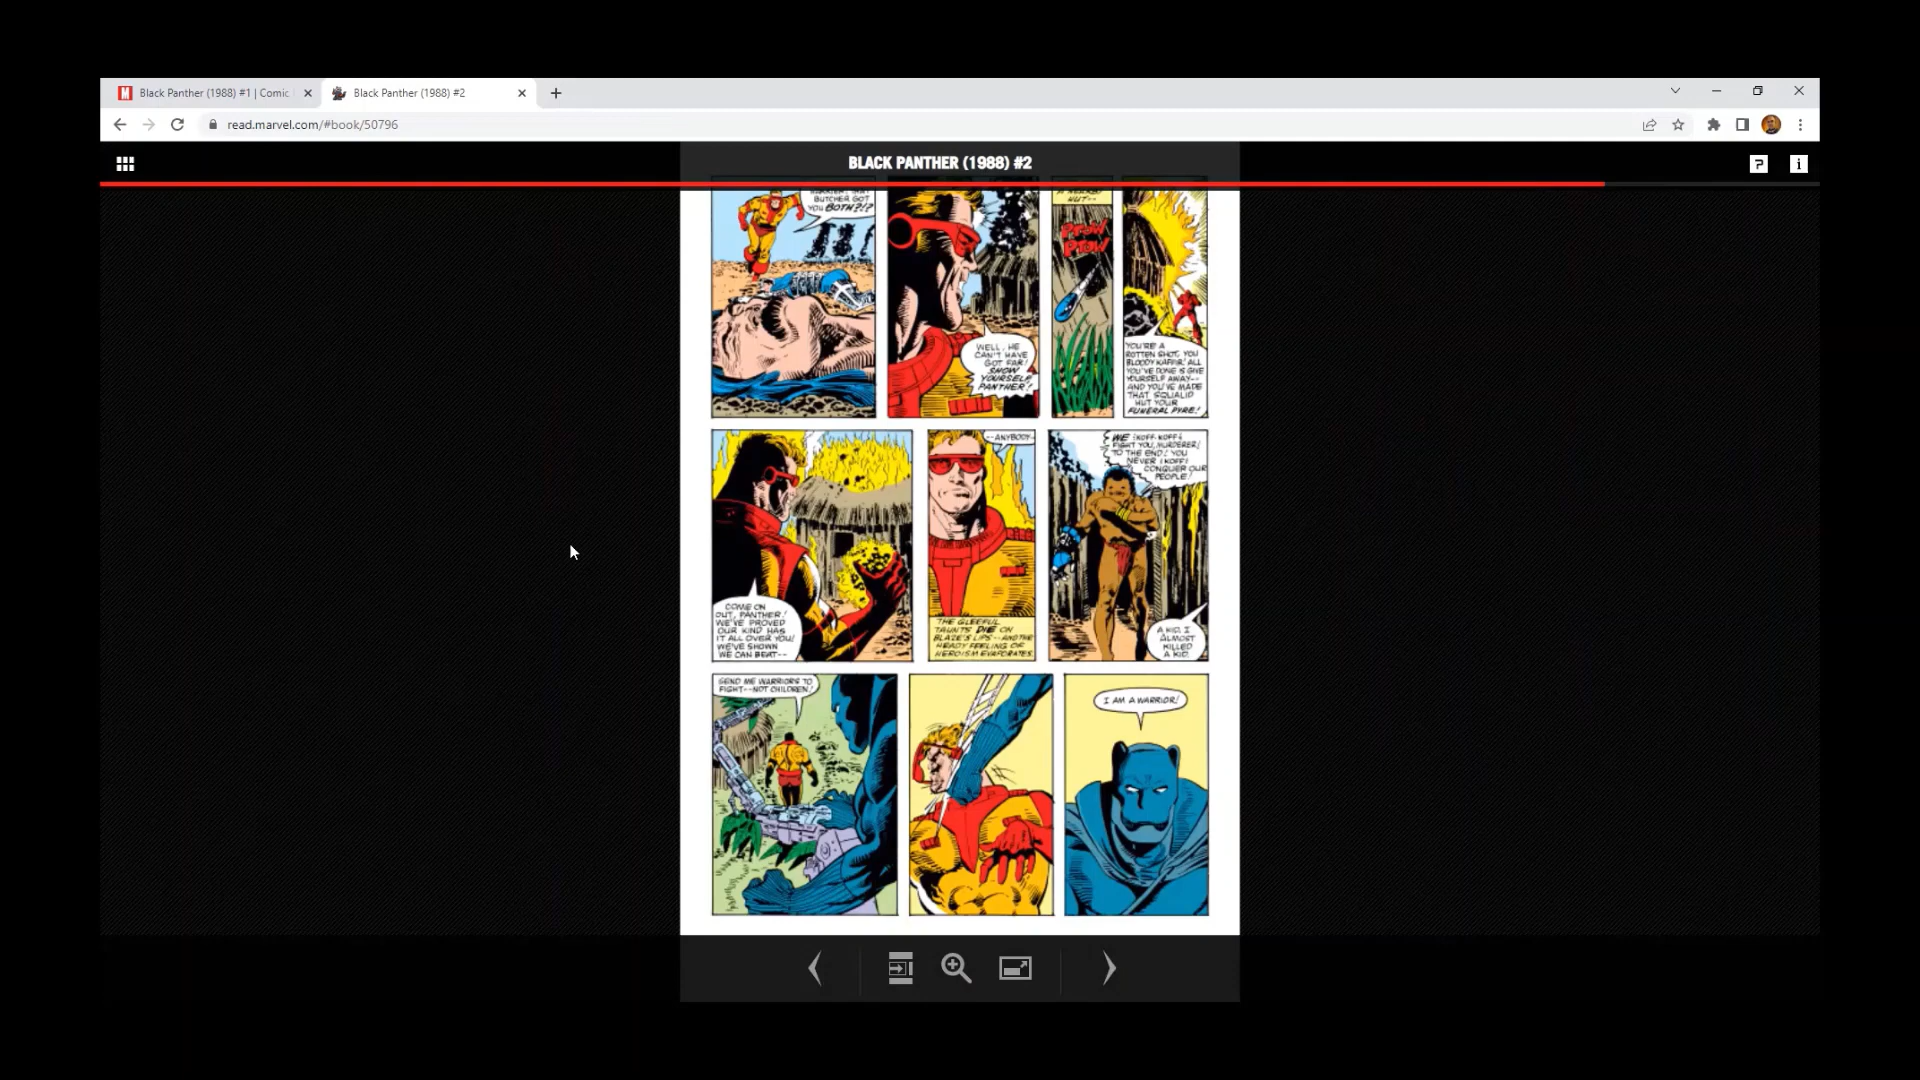 Black Panther (1988) #1 | Comic
Black Panther (1988) #2
read.marvel.com/#book/50796
BLACK PANTHER (1988) #2
BUTCHER GOT
YOU BOTH?!?
WELL, HE
CAN'T HAVE
GOT FAR!
SHOW
YOURSELF,
PANTHER!
HUT--
PTOW
PTOW
YOU'RE A
ROTTEN SHOT, YOU
BLOODY KAFFIR! ALL
YOU'VE DONE IS GIVE
YOURSELF AWAY--
AND YOU'VE MADE
THAT SQUALID
HUT YOUR
FUNERAL PYRE!
COME ON
OUT, PANTHER!
WE'VE PROVED
OUR KIND HAS
IT ALL OVER YOU!
WE'VE SHOWN
WE CAN BEAT--
--ANYBODY--
THE GLEEFUL
TAUNTS DIE ON
BLAZE'S LIPS--AND THE
HEADY FEELING OF
HEROISM EVAPORATES.
WE (KOFF-KOFF)
FIGHT YOU, MURDERER!
TO THE END! YOU
NEVER (KOFF)
CONQUER OUR
PEOPLE!
A KID. I
ALMOST
KILLED
A KID.
SEND ME WARRIORS TO
FIGHT--NOT CHILDREN!
I AM A WARRIOR!